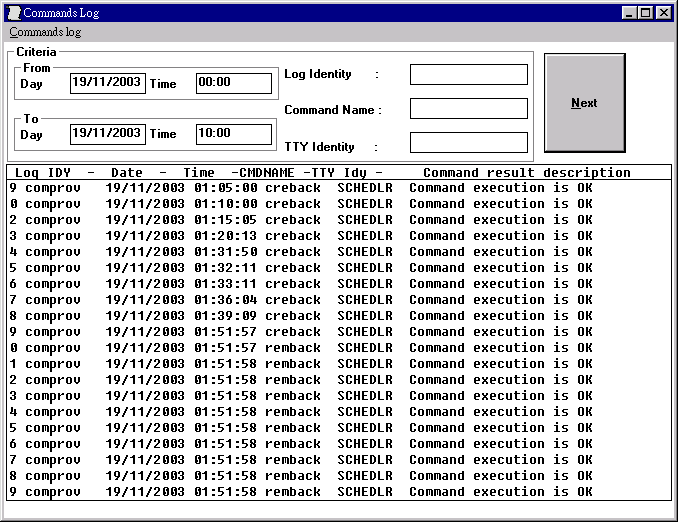 Commands Log
Commands log
Criteria
From
Day 19/11/2003 Time 00:00
To
Day 19/11/2003 Time 10:00
Log Identity :
Command Name :
TTY Identity :
Next
Log IDY - Date - Time -CMDNAME -TTY Idy - Command result description
9 comprov 19/11/2003 01:05:00 creback SCHEDLR Command execution is OK
0 comprov 19/11/2003 01:10:00 creback SCHEDLR Command execution is OK
2 comprov 19/11/2003 01:15:05 creback SCHEDLR Command execution is OK
3 comprov 19/11/2003 01:20:13 creback SCHEDLR Command execution is OK
4 comprov 19/11/2003 01:31:50 creback SCHEDLR Command execution is OK
5 comprov 19/11/2003 01:32:11 creback SCHEDLR Command execution is OK
6 comprov 19/11/2003 01:33:11 creback SCHEDLR Command execution is OK
7 comprov 19/11/2003 01:36:04 creback SCHEDLR Command execution is OK
8 comprov 19/11/2003 01:39:09 creback SCHEDLR Command execution is OK
9 comprov 19/11/2003 01:51:57 creback SCHEDLR Command execution is OK
0 comprov 19/11/2003 01:51:57 remback SCHEDLR Command execution is OK
1 comprov 19/11/2003 01:51:58 remback SCHEDLR Command execution is OK
2 comprov 19/11/2003 01:51:58 remback SCHEDLR Command execution is OK
3 comprov 19/11/2003 01:51:58 remback SCHEDLR Command execution is OK
4 comprov 19/11/2003 01:51:58 remback SCHEDLR Command execution is OK
5 comprov 19/11/2003 01:51:58 remback SCHEDLR Command execution is OK
6 comprov 19/11/2003 01:51:58 remback SCHEDLR Command execution is OK
7 comprov 19/11/2003 01:51:58 remback SCHEDLR Command execution is OK
8 comprov 19/11/2003 01:51:58 remback SCHEDLR Command execution is OK
9 comprov 19/11/2003 01:51:58 remback SCHEDLR Command execution is OK